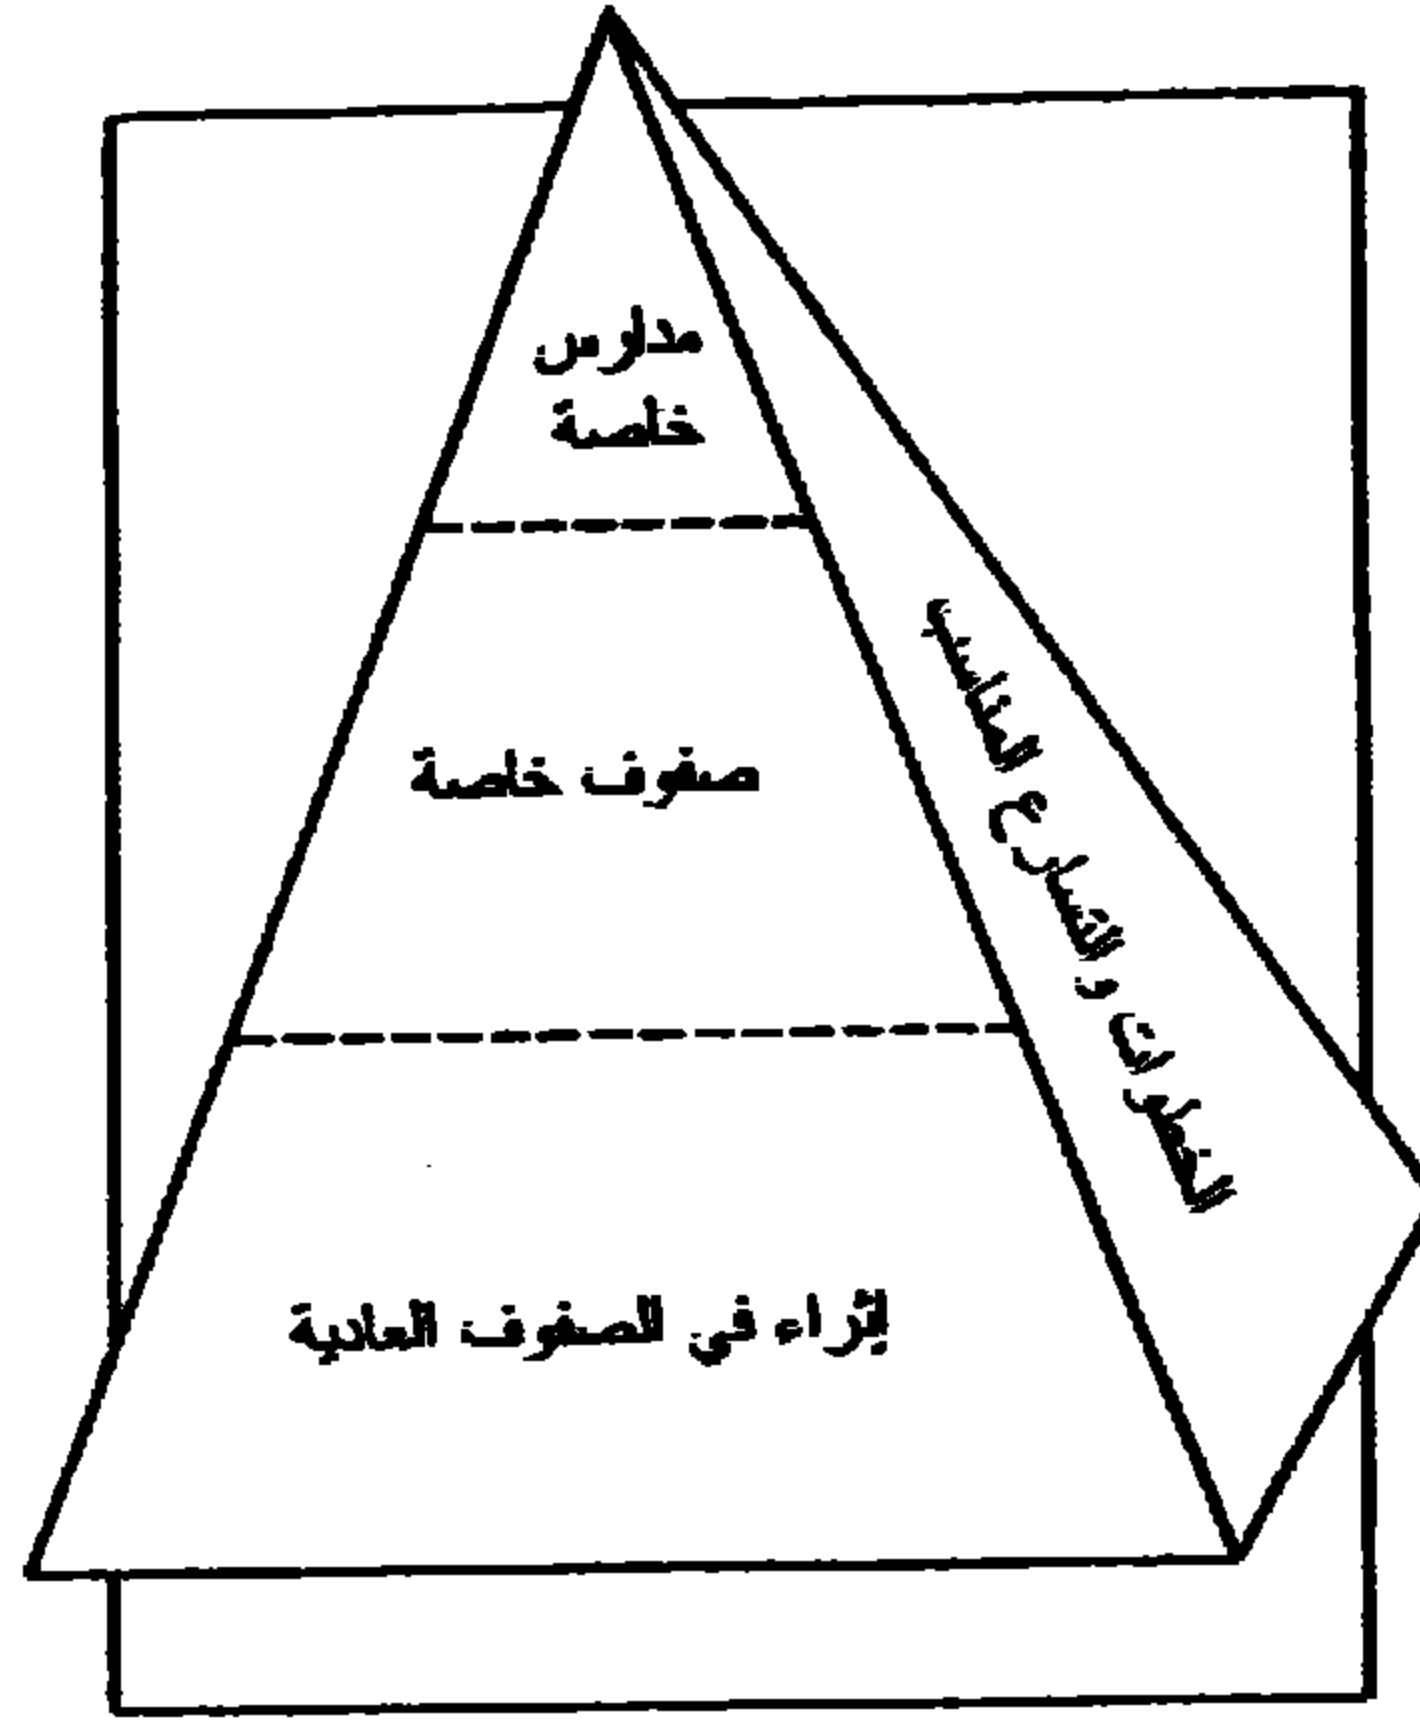 مدارس
خاصة
صفوف خاصة
إثراء في الصفوف العادية
الخطوات والتسارع المناسب